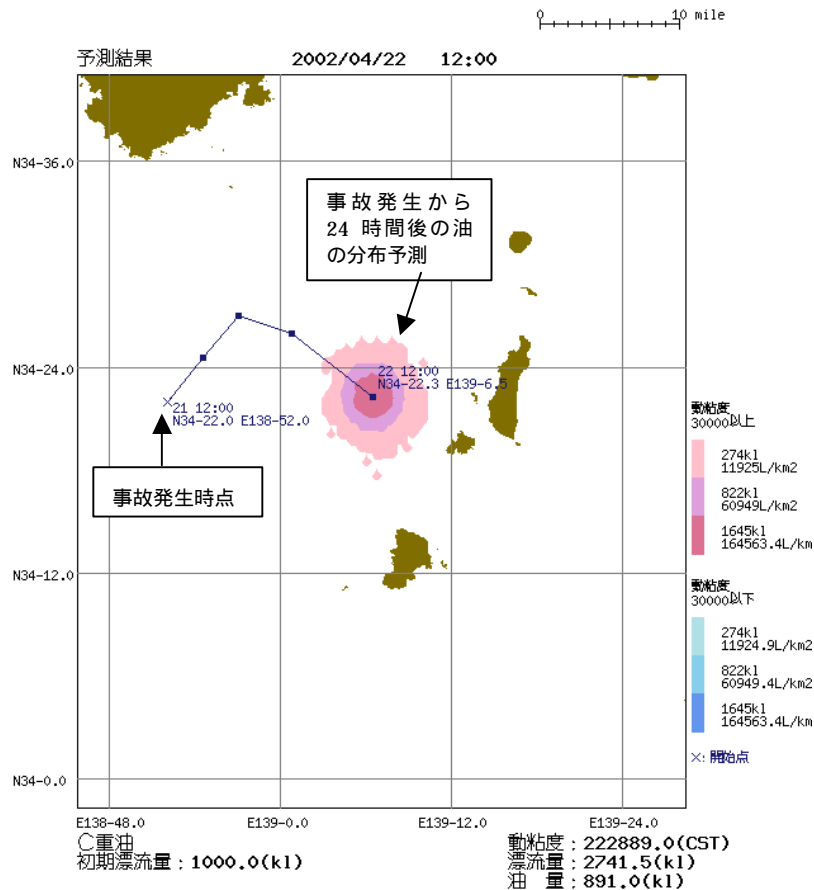 0 10 mile
予測結果 2002/04/22 12:00
N34-36.0
事故発生から
24 時間後の油
の分布予測
N34-24.0
22 12:00
N34-22.3 E139-6.5
21 12:00
N34-22.0 E138-52.0
事故発生時点
N34-12.0
N34-0.0
E138-48.0 E139-0.0 E139-12.0 E139-24.0
動粘度
30000以上
274kl
11925L/km2
822kl
60949L/km2
1645kl
164563.4L/km
動粘度
30000以下
274kl
11924.9L/km2
822kl
60949.4L/km2
1645kl
164563.4L/km
×: 開始点
C重油
初期漂流量：1000.0(kl)
動粘度：222889.0(CST)
漂流量：2741.5(kl)
油 量：891.0(kl)